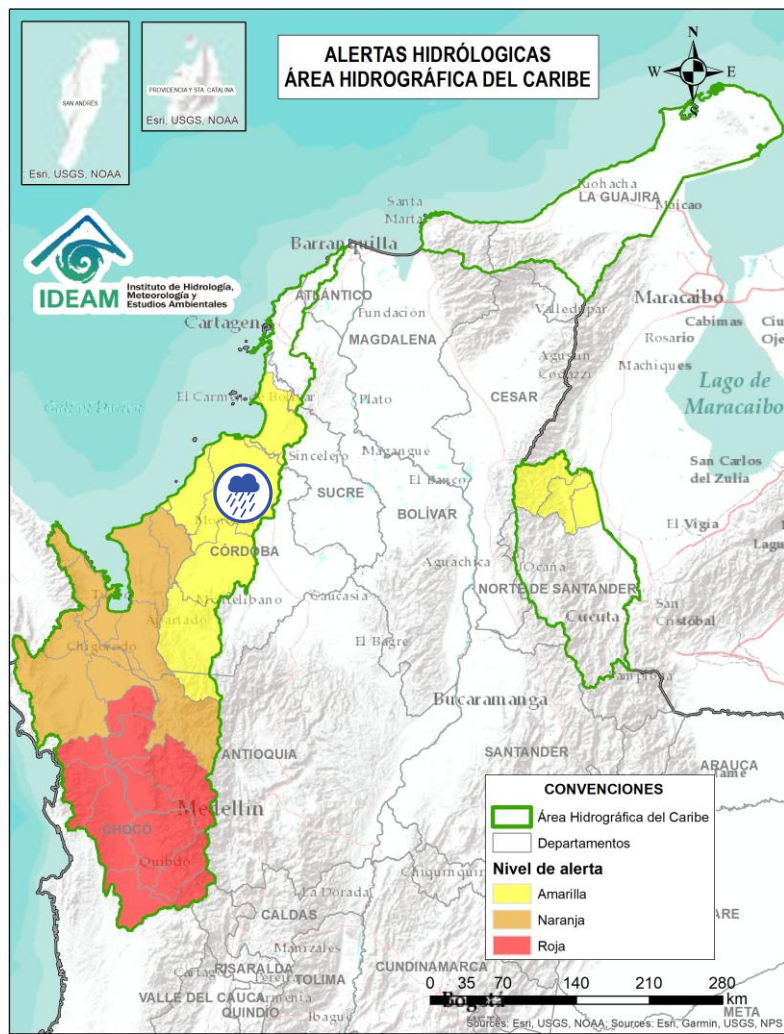 ALERTAS HIDRÓLOGICAS
ÁREA HIDROGRÁFICA DEL CARIBE
SAN ANDRÉS
Esri, USGS, NOAA
PROVIDENCIA Y STA. CATALINA
Esri, USGS, NOAA
N
W
E
S
IDEAM
Instituto de Hidrología,
Meteorología y
Estudios Ambientales
Riohacha
LA GUAJIRA
Maicao
Santa
Marta
Barranquilla
ATLÁNTICO
Cartagen
Fundación
MAGDALENA
Valledupar
Maracaibo
Cabimas
Rosario
Machiques
Agustín
Codazzi
Lago de
Maracaibo
El Carmen de Bolívar
Plato
CESAR
Sincelejo
Magangue
San Carlos
del Zulia
SUCRE
El Banco
BOLÍVAR
El Vigía
CÓRDOBA
Aguachica
Ocaña
NORTE DE SANTANDER
Montelíbano
Caucasia
Cucuta
San
Cristóbal
Apartado
Chigorodó
El Bagre
Pamplona
Bucaramanga
ANTIOQUIA
SANTANDER
ARAUCA
Medellín
CHOCÓ
Quibdó
La Dorada
CALDAS
Manizales
RISARALDA
TOLIMA
CUNDINAMARCA
VALLE DEL CAUCA
Armenia
QUINDÍO
Ibagué
Bogotá
CONVENCIONES
Área Hidrográfica del Caribe
Departamentos
Nivel de alerta
Amarilla
Naranja
Roja
0 35 70 140 210 280
km
Sources: Esri, USGS, NOAA; Sources: Esri, Garmin, USGS, NPS